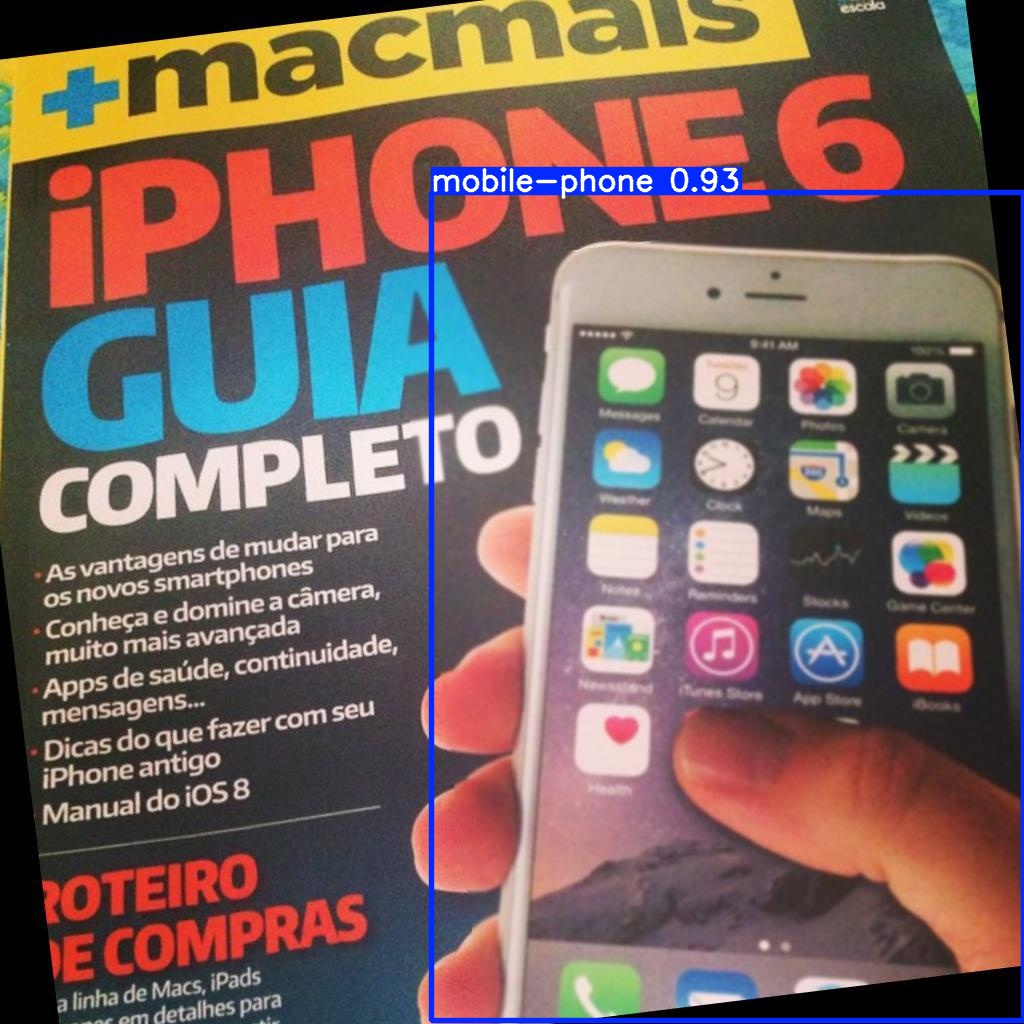 escala
+macmais
iPHONE 6
mobile-phone 0.93
GUIA
COMPLETO
• As vantagens de mudar para
os novos smartphones
• Conheça e domine a câmera,
muito mais avançada
• Apps de saúde, continuidade,
mensagens...
• Dicas do que fazer com seu
iPhone antigo
Manual do iOS 8
ROTEIRO
DE COMPRAS
a linha de Macs, iPads
em detalhes para
9:41 AM
100%
Tuesday
9
Messages
Calendar
Photos
Camera
Weather
Clock
Maps
Videos
280
Notes
Reminders
Stocks
Game Center
Newsstand
iTunes Store
App Store
iBooks
Health